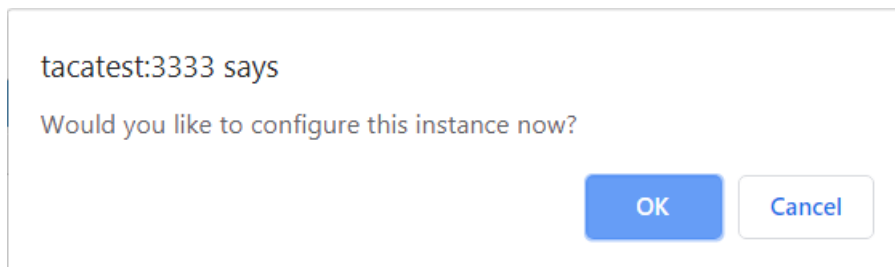 tacatest:3333 says
Would you like to configure this instance now?
OK Cancel